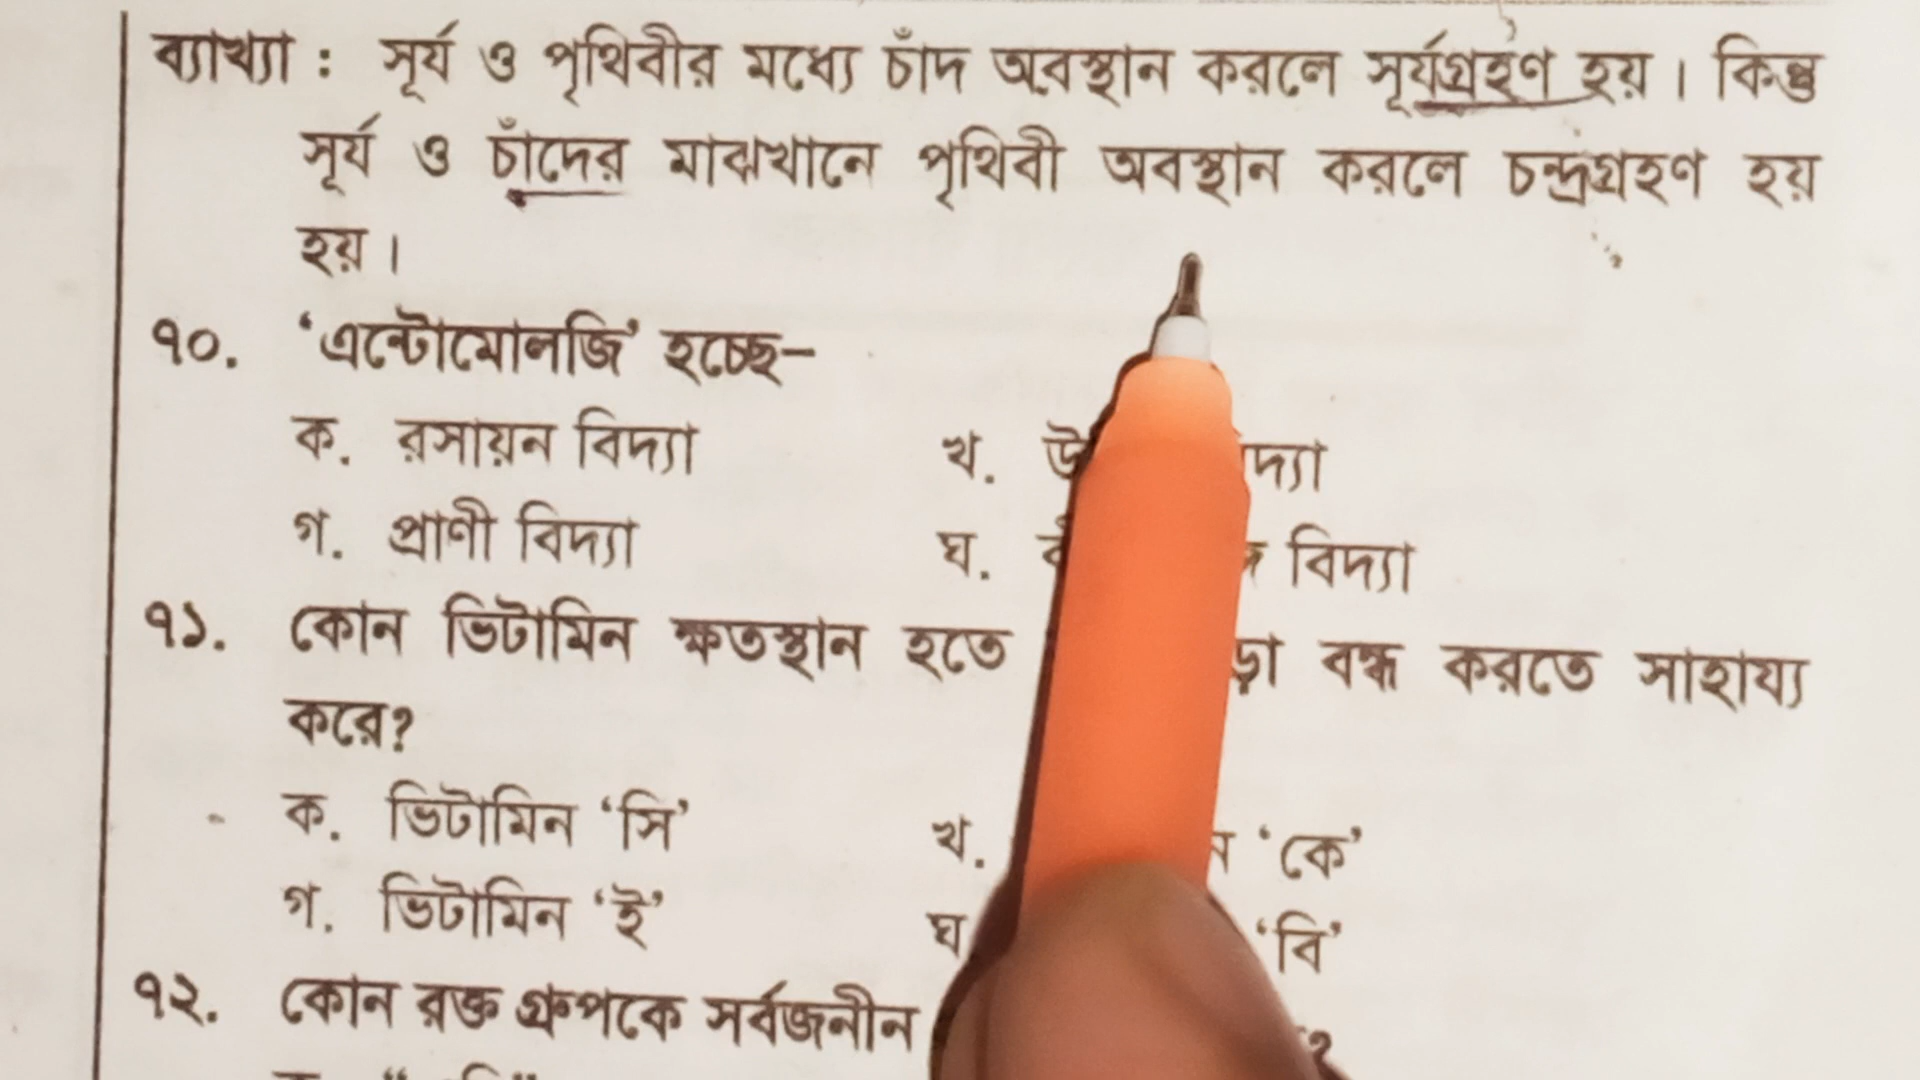 ব্যাখ্যা : সূর্য ও পৃথিবীর মধ্যে চাঁদ অবস্থান করলে সূর্যগ্রহণ হয়। কিন্তু
সূর্য ও চাঁদের মাঝখানে পৃথিবী অবস্থান করলে চন্দ্রগ্রহণ হয়
হয়।
৭০. ‘এন্টোমোলজি’ হচ্ছে–
ক. রসায়ন বিদ্যা খ.
গ. প্রাণী বিদ্যা ঘ. বিদ্যা
৭১. কোন ভিটামিন ক্ষতস্থান হতে বন্ধ করতে সাহায্য
করে?
ক. ভিটামিন ‘সি’ খ. ‘কে’
গ. ভিটামিন ‘ই’ ঘ ‘বি’
৭২. কোন রক্ত গ্রুপকে সর্বজনীন